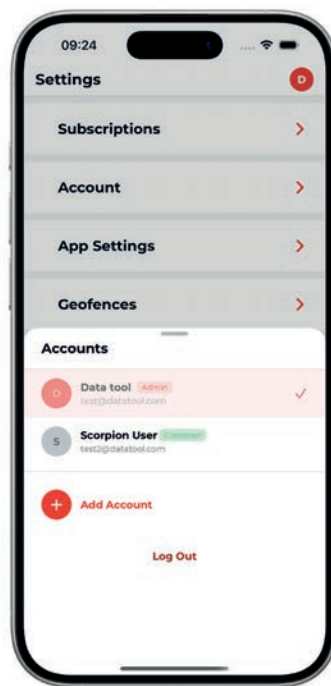 09:24
Settings
D
Subscriptions
Account
App Settings
Geofences
Accounts
D
Data tool Admin
test@datatool.com
S
Scorpion User Customer
test2@datatool.com
Add Account
Log Out